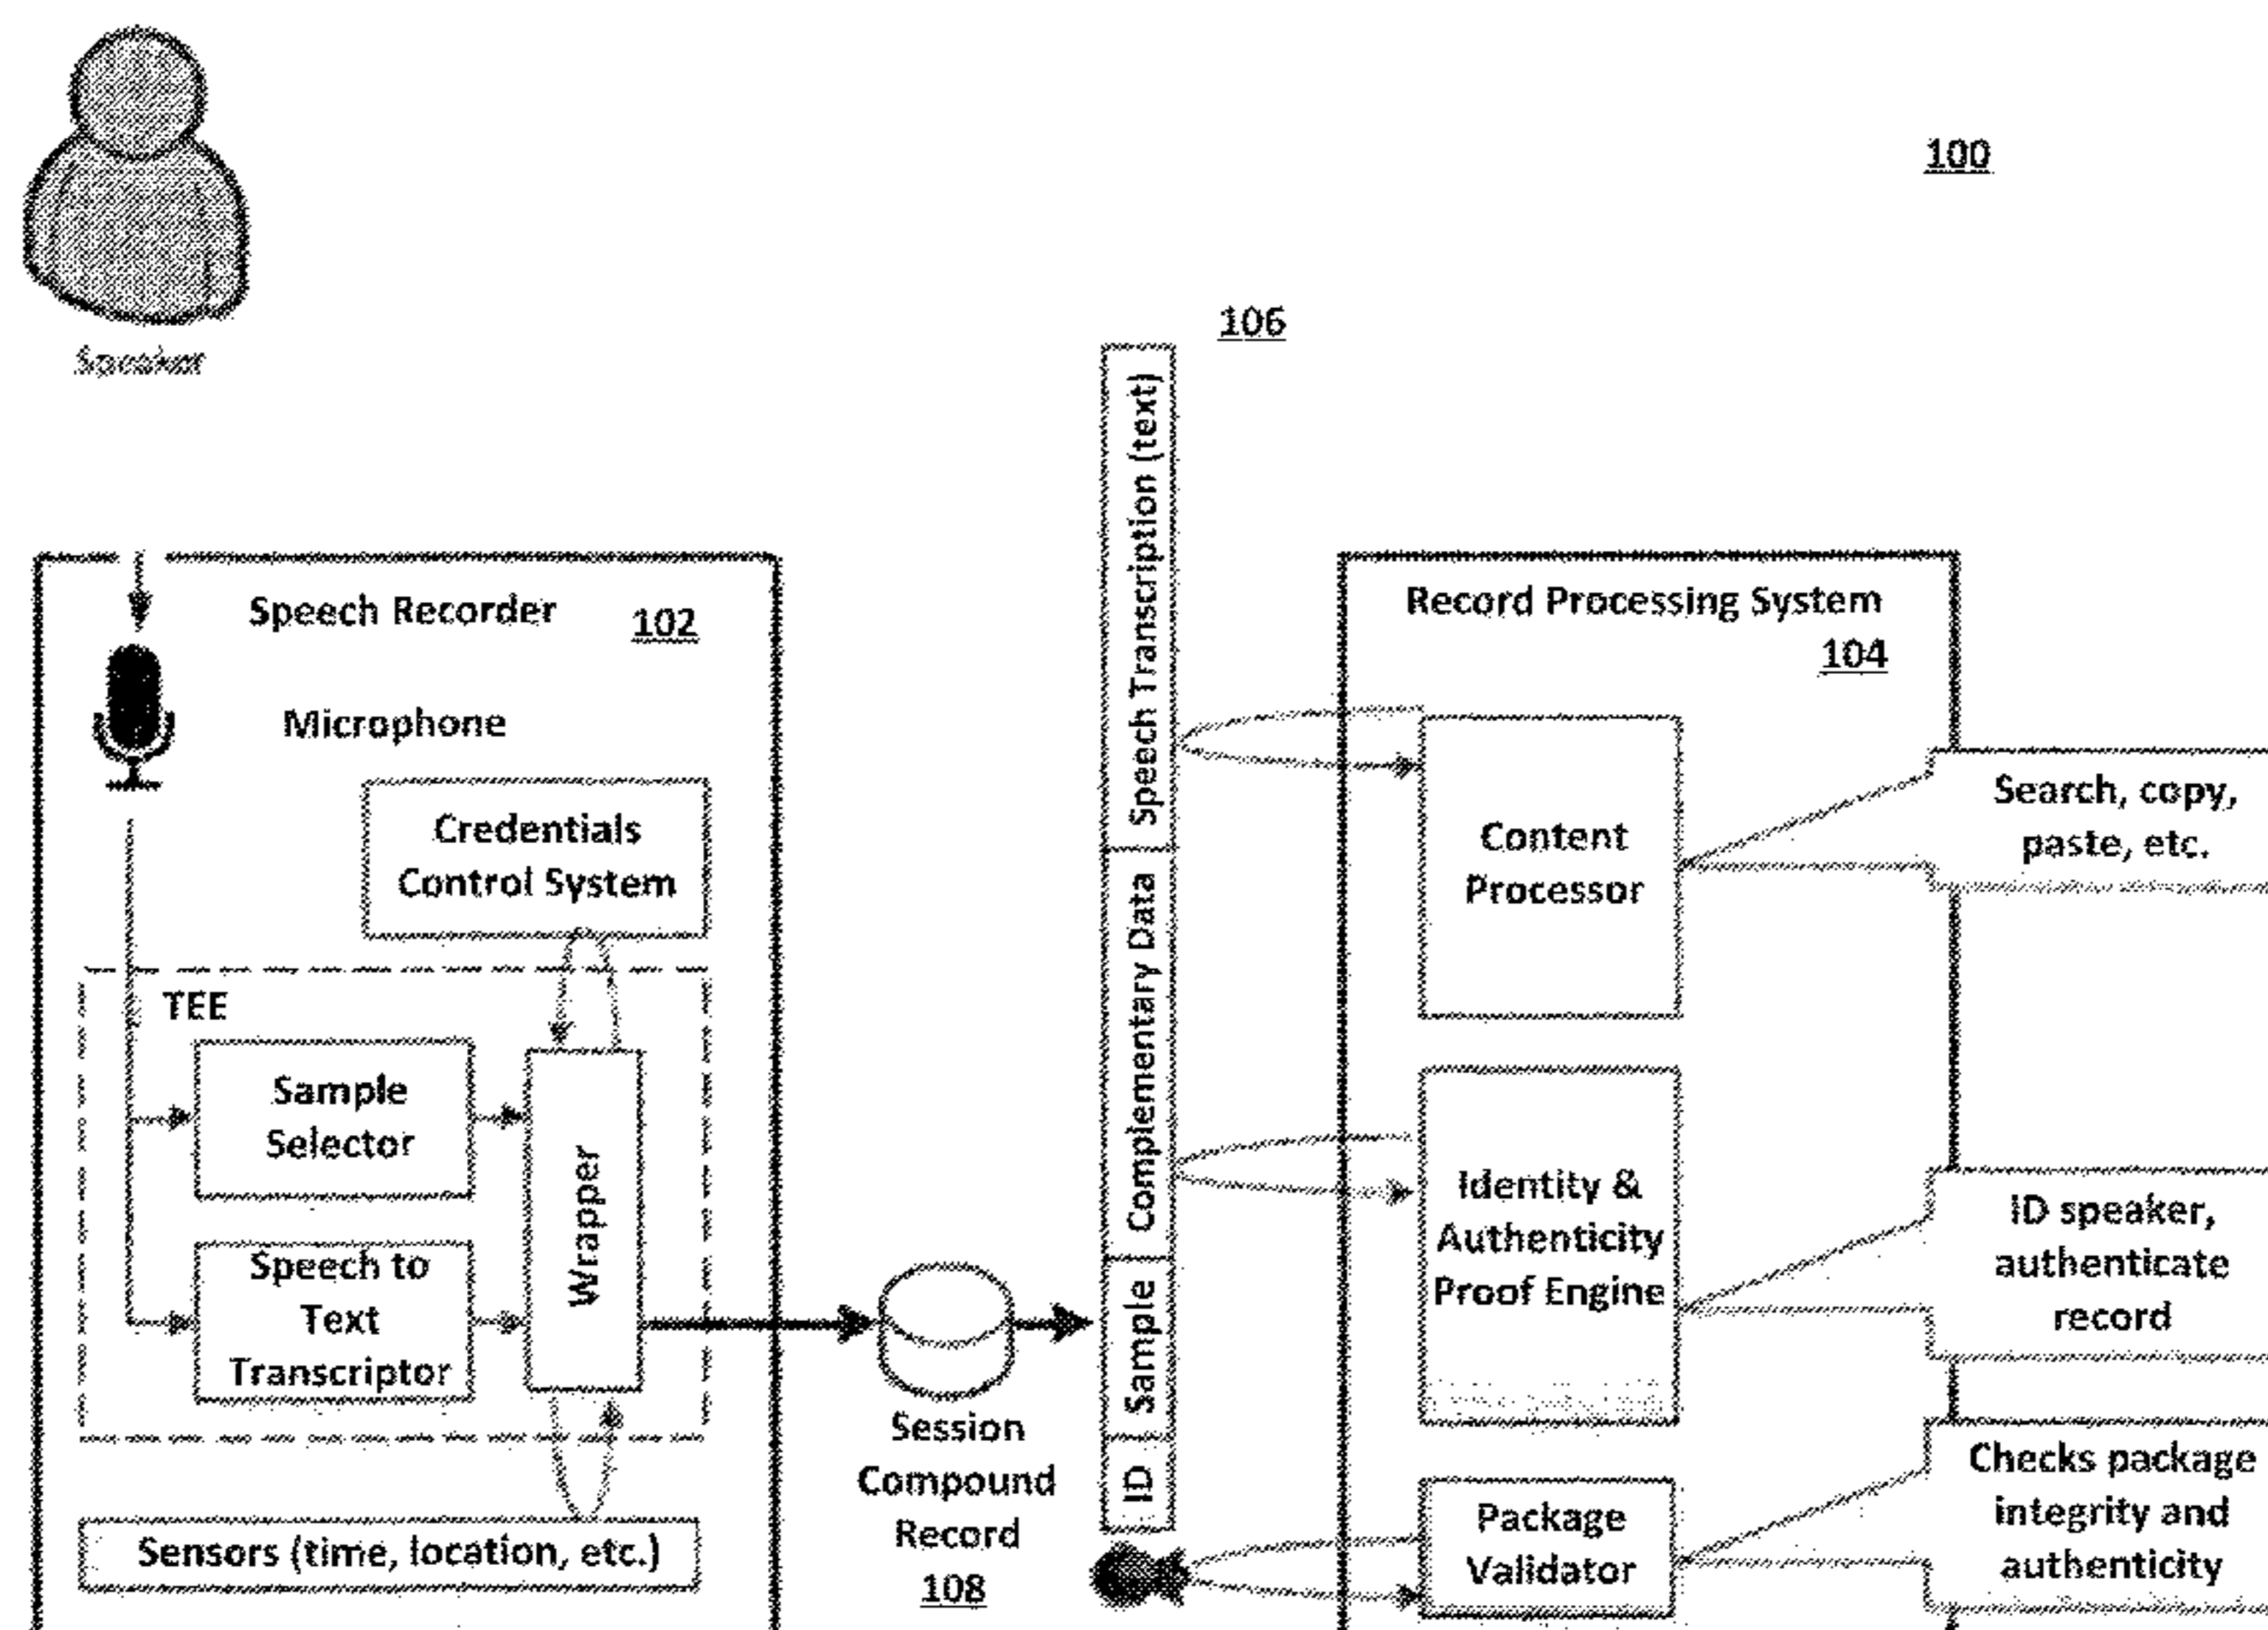 100
Speaker
106
Speech Recorder
102
Microphone
Credentials
Control System
TEE
Sample
Selector
Speech to
Text
Transcriptor
Wrapper
Sensors (time, location, etc.)
Session
Compound
Record
108
Speech Transcription (text)
Complementary Data
Sample
ID
Record Processing System
104
Content
Processor
Search, copy,
paste, etc.
Identity &
Authenticity
Proof Engine
ID speaker,
authenticate
record
Package
Validator
Checks package
integrity and
authenticity